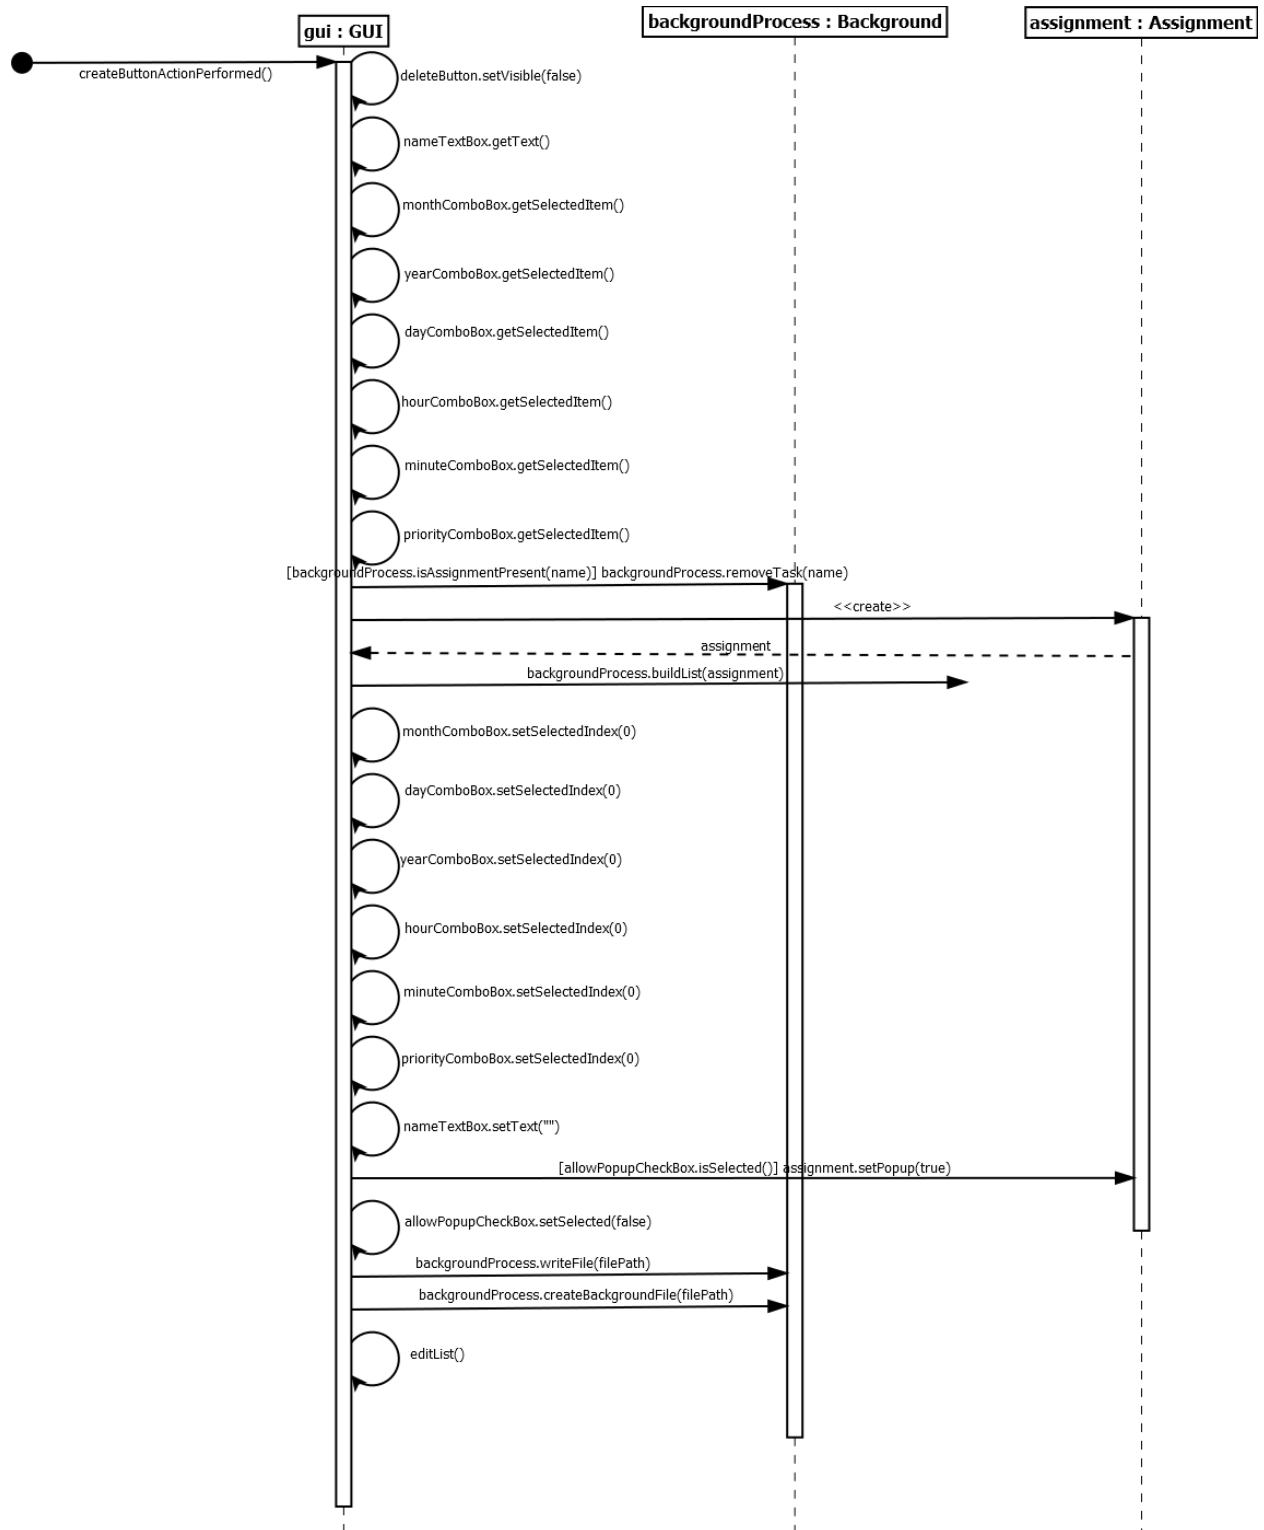 gui : GUI
backgroundProcess : Background
assignment : Assignment
createButtonActionPerformed()
deleteButton.setVisible(false)
nameTextBox.getText()
monthComboBox.getSelectedItem()
yearComboBox.getSelectedItem()
dayComboBox.getSelectedItem()
hourComboBox.getSelectedItem()
minuteComboBox.getSelectedItem()
priorityComboBox.getSelectedItem()
[backgroundProcess.isAssignmentPresent(name)] backgroundProcess.removeTask(name)
<<create>>
assignment
backgroundProcess.buildList(assignment)
monthComboBox.setSelectedIndex(0)
dayComboBox.setSelectedIndex(0)
yearComboBox.setSelectedIndex(0)
hourComboBox.setSelectedIndex(0)
minuteComboBox.setSelectedIndex(0)
priorityComboBox.setSelectedIndex(0)
nameTextBox.setText("")
[allowPopupCheckBox.isSelected()] assignment.setPopup(true)
allowPopupCheckBox.setSelected(false)
backgroundProcess.writeFile(filePath)
backgroundProcess.createBackgroundFile(filePath)
editList()